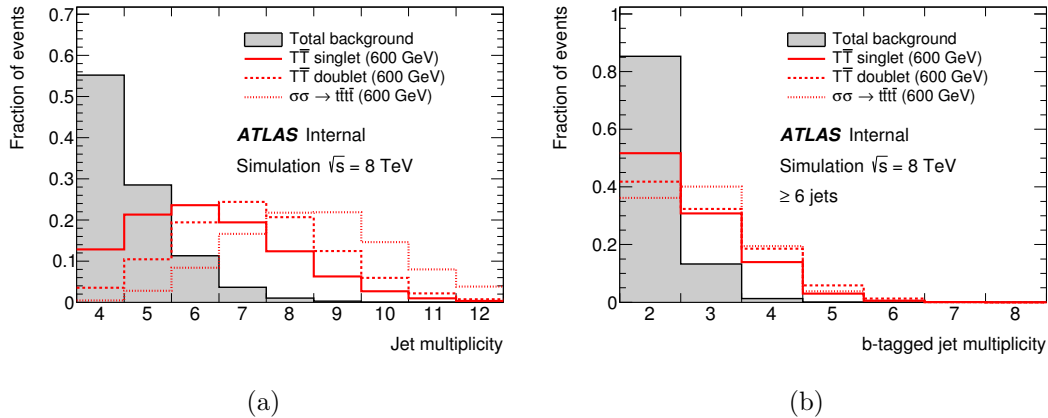 Fraction of events
0.7
0.6
0.5
0.4
0.3
0.2
0.1
0
Total background
TT̅ singlet (600 GeV)
TT̅ doublet (600 GeV)
σσ → tt̅tt̅ (600 GeV)
ATLAS Internal
Simulation √s = 8 TeV
4 5 6 7 8 9 10 11 12
Jet multiplicity
(a)
Fraction of events
1
0.8
0.6
0.4
0.2
0
Total background
TT̅ singlet (600 GeV)
TT̅ doublet (600 GeV)
σσ → tt̅tt̅ (600 GeV)
ATLAS Internal
Simulation √s = 8 TeV
≥ 6 jets
2 3 4 5 6 7 8
b-tagged jet multiplicity
(b)